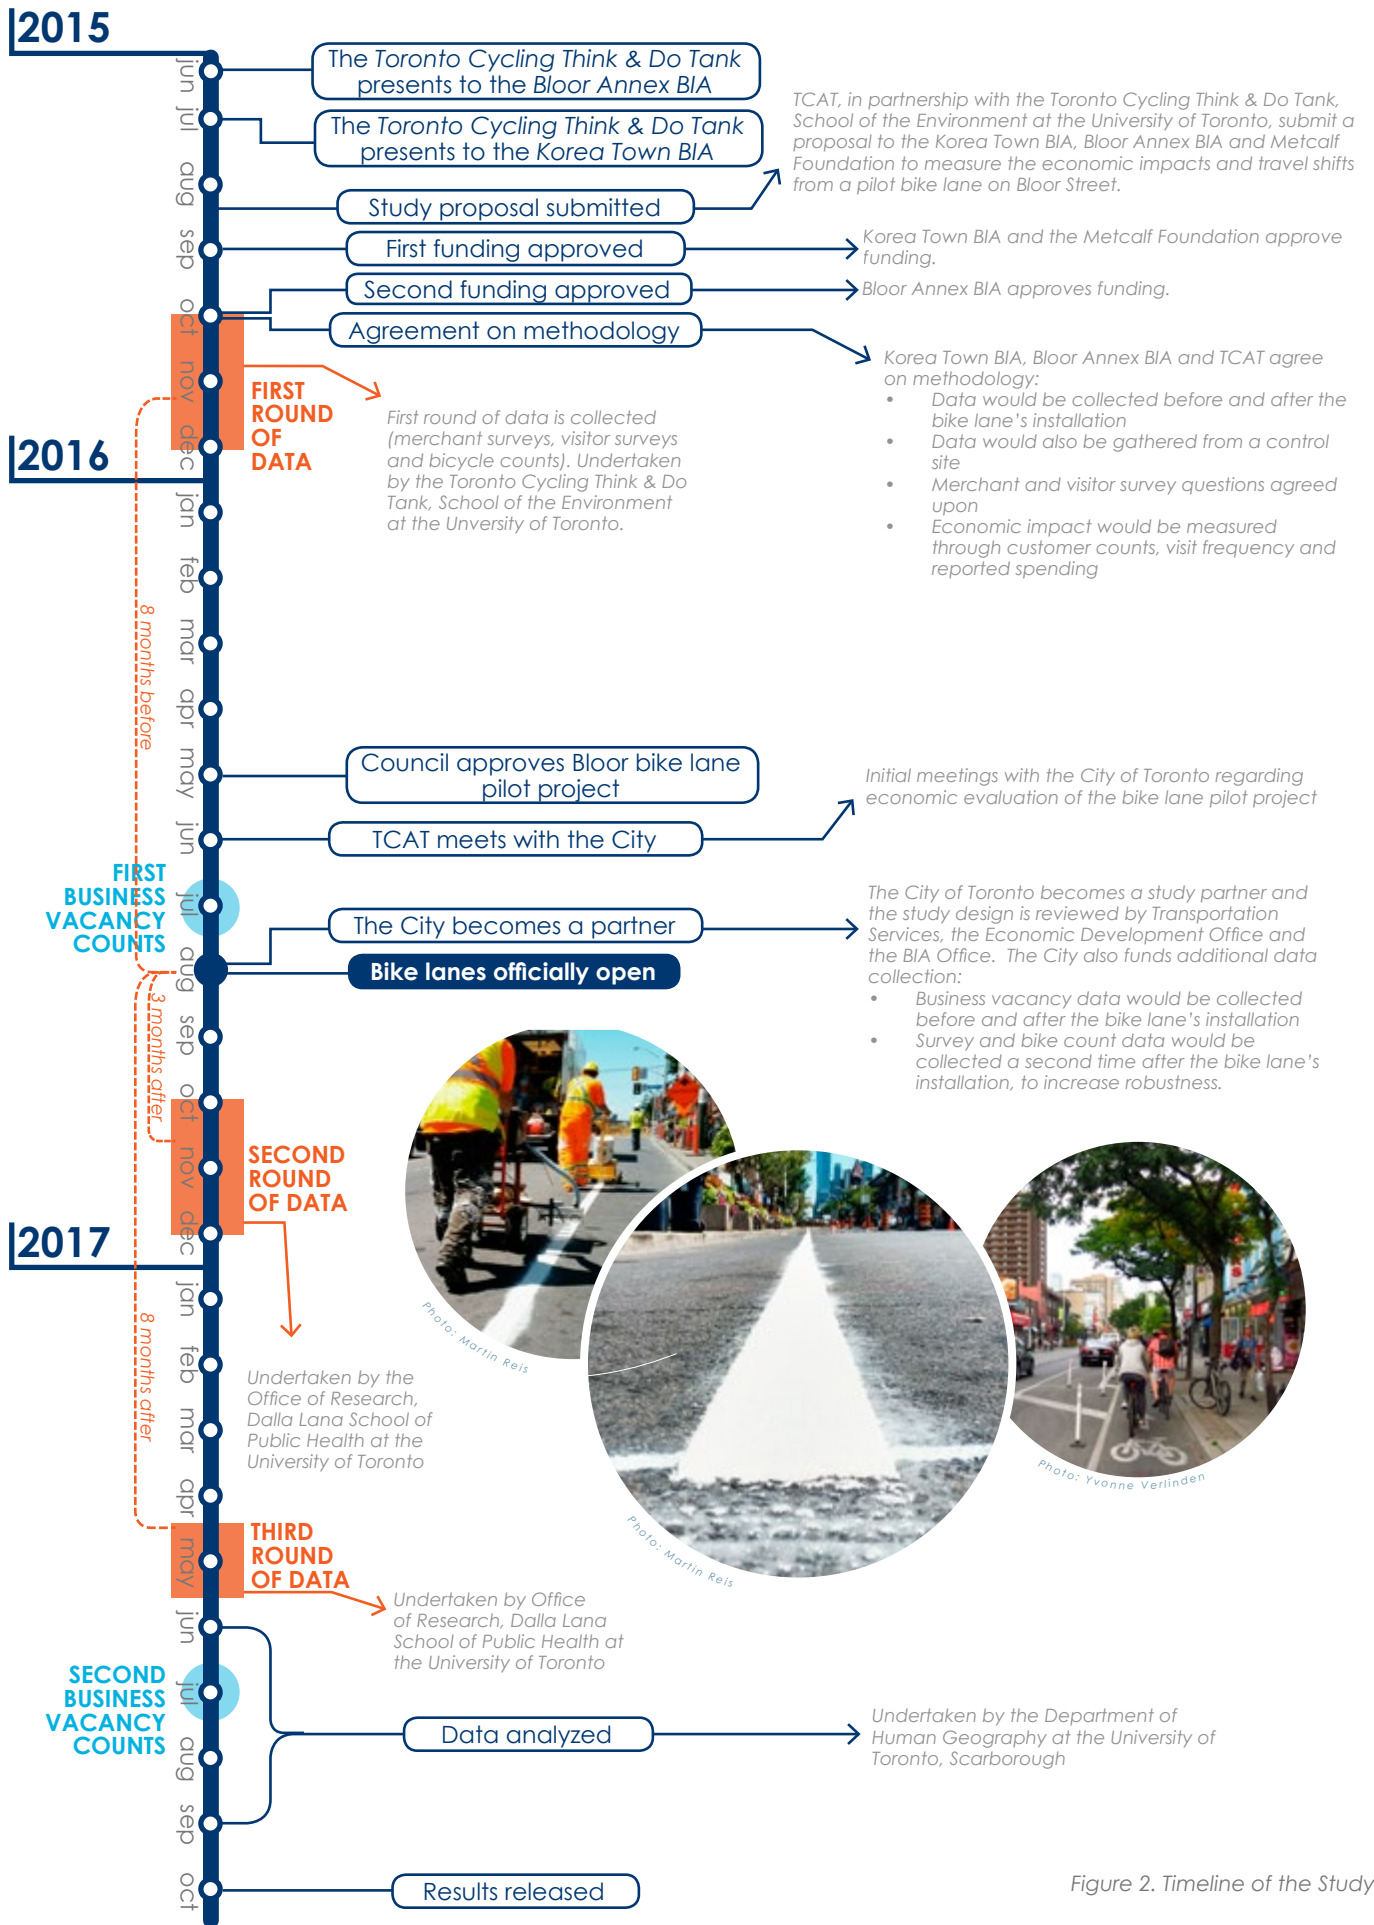 2015
jun
The Toronto Cycling Think & Do Tank
presents to the Bloor Annex BIA
jul
The Toronto Cycling Think & Do Tank
presents to the Korea Town BIA
TCAT, in partnership with the Toronto Cycling Think & Do Tank,
School of the Environment at the University of Toronto, submit a
proposal to the Korea Town BIA, Bloor Annex BIA and Metcalf
Foundation to measure the economic impacts and travel shifts
from a pilot bike lane on Bloor Street.
aug
Study proposal submitted
sep
First funding approved
Korea Town BIA and the Metcalf Foundation approve
funding.
Second funding approved
Bloor Annex BIA approves funding.
oct
Agreement on methodology
Korea Town BIA, Bloor Annex BIA and TCAT agree
on methodology:
• Data would be collected before and after the
bike lane's installation
• Data would also be gathered from a control
site
• Merchant and visitor survey questions agreed
upon
• Economic impact would be measured
through customer counts, visit frequency and
reported spending
nov
FIRST
ROUND
OF
DATA
First round of data is collected
(merchant surveys, visitor surveys
and bicycle counts). Undertaken
by the Toronto Cycling Think & Do
Tank, School of the Environment
at the Unversity of Toronto.
dec
2016
jan
feb
8 months before
mar
apr
may
Council approves Bloor bike lane
pilot project
Initial meetings with the City of Toronto regarding
economic evaluation of the bike lane pilot project
jun
TCAT meets with the City
FIRST
BUSINESS
VACANCY
COUNTS
jul
The City becomes a partner
The City of Toronto becomes a study partner and
the study design is reviewed by Transportation
Services, the Economic Development Office and
the BIA Office. The City also funds additional data
collection:
• Business vacancy data would be collected
before and after the bike lane's installation
• Survey and bike count data would be
collected a second time after the bike lane's
installation, to increase robustness.
aug
Bike lanes officially open
3 months after
sep
oct
nov
SECOND
ROUND
OF DATA
dec
2017
jan
Photo: Martin Reis
8 months after
feb
Undertaken by the
Office of Research,
Dalla Lana School of
Public Health at the
University of Toronto
mar
apr
Photo: Yvonne Verlinden
Photo: Martin Reis
may
THIRD
ROUND
OF DATA
Undertaken by Office
of Research, Dalla Lana
School of Public Health at
the University of Toronto
jun
SECOND
BUSINESS
VACANCY
COUNTS
jul
Data analyzed
Undertaken by the Department of
Human Geography at the University of
Toronto, Scarborough
aug
sep
oct
Results released
Figure 2. Timeline of the Study